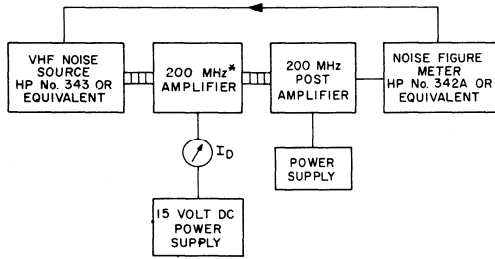 VHF NOISE
SOURCE
HP No. 343 OR
EQUIVALENT
200 MHz*
AMPLIFIER
200 MHz
POST
AMPLIFIER
NOISE FIGURE
METER
HP No. 342A OR
EQUIVALENT
ID
POWER
SUPPLY
15 VOLT DC
POWER
SUPPLY